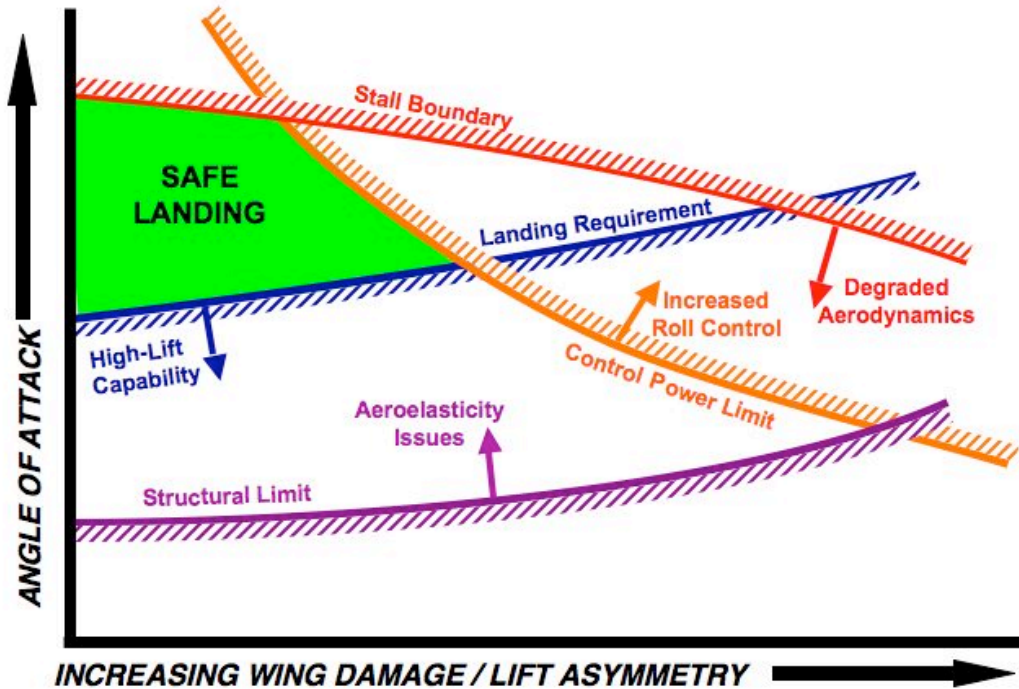 Stall Boundary
SAFE
LANDING
Landing Requirement
Increased
Roll Control
Degraded
Aerodynamics
High-Lift
Capability
Control Power Limit
Aeroelasticity
Issues
Structural Limit
ANGLE OF ATTACK
INCREASING WING DAMAGE / LIFT ASYMMETRY